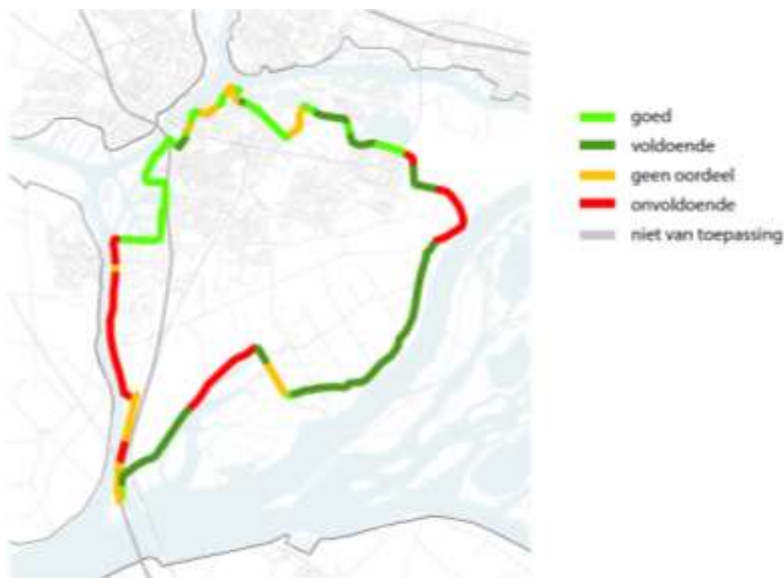 goed
voldoende
geen oordeel
onvoldoende
niet van toepassing